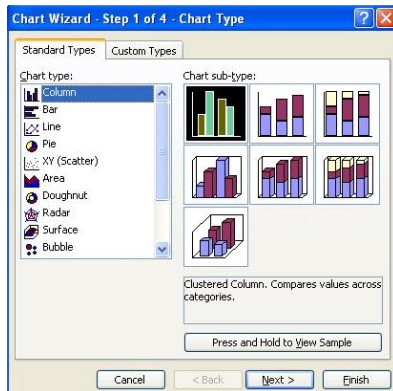 Chart Wizard - Step 1 of 4 - Chart Type
Standard Types Custom Types
Chart type:
Column
Bar
Line
Pie
XY (Scatter)
Area
Doughnut
Radar
Surface
Bubble
Chart sub-type:
Clustered Column. Compares values across
categories.
Press and Hold to View Sample
Cancel < Back Next > Finish